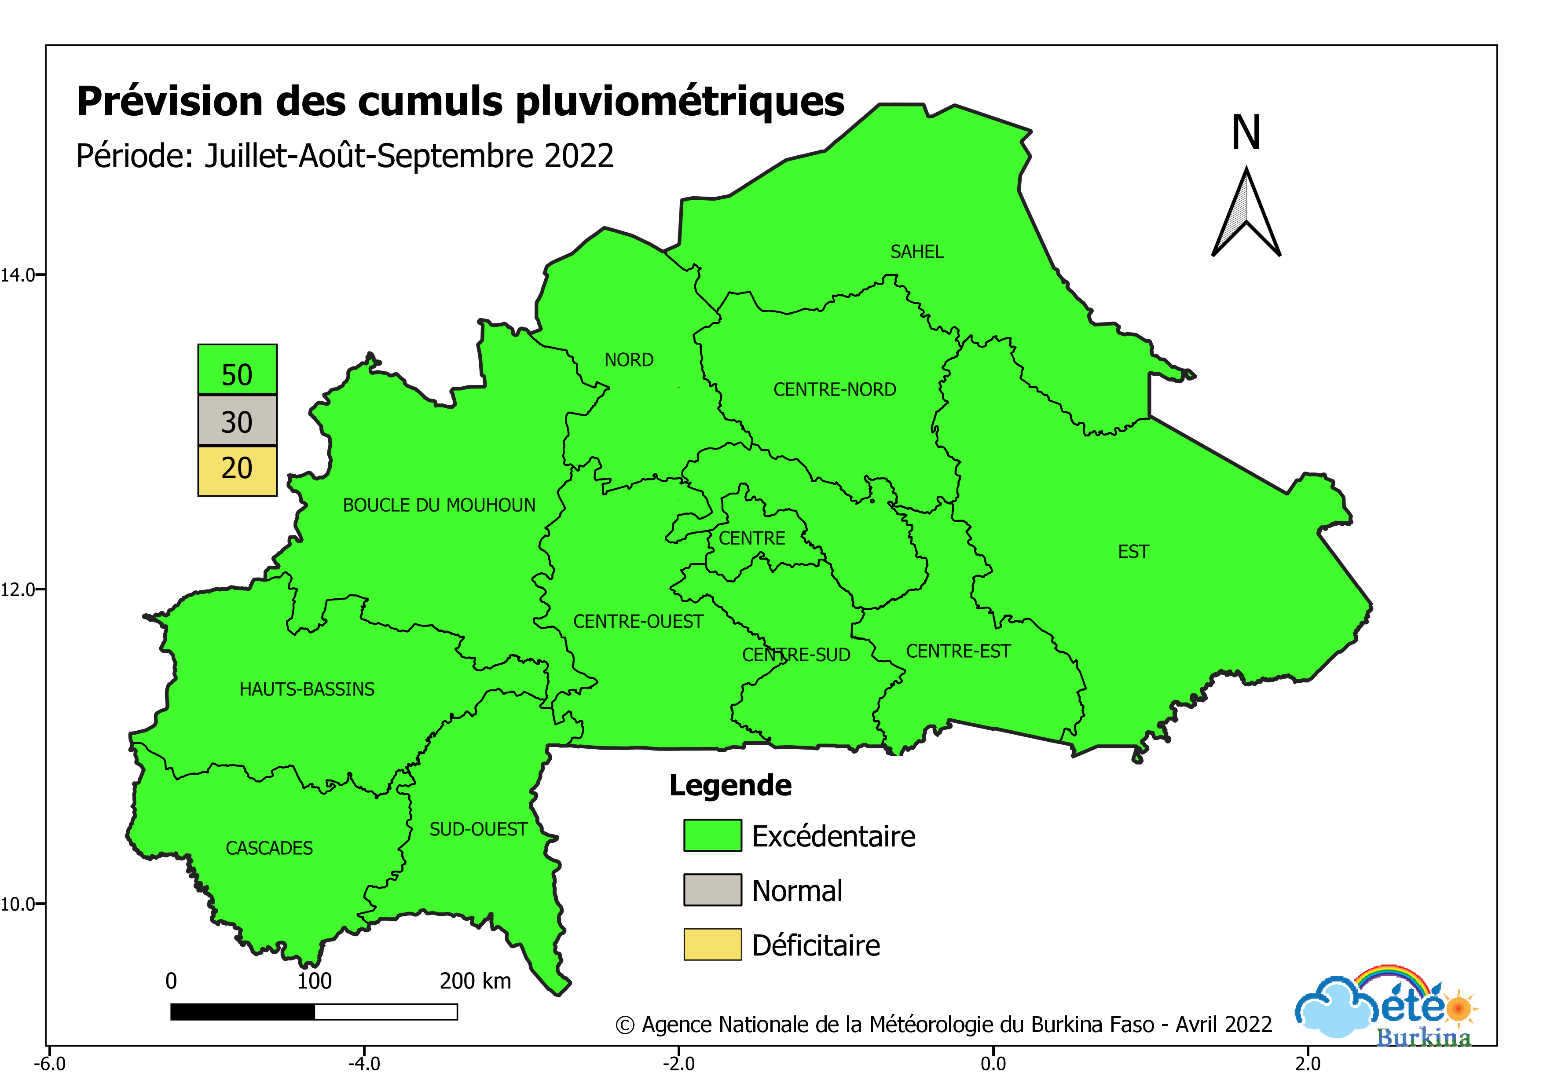 Prévision des cumuls pluviométriques
Période: Juillet-Août-Septembre 2022
N
SAHEL
14.0
50
30
20
NORD
CENTRE-NORD
BOUCLE DU MOUHOUN
CENTRE
EST
12.0
CENTRE-OUEST
CENTRE-SUD
CENTRE-EST
HAUTS-BASSINS
SUD-OUEST
CASCADES
10.0
Legende
Excédentaire
Normal
Déficitaire
0 100 200 km
© Agence Nationale de la Météorologie du Burkina Faso - Avril 2022
été
Burkina
-6.0 -4.0 -2.0 0.0 2.0